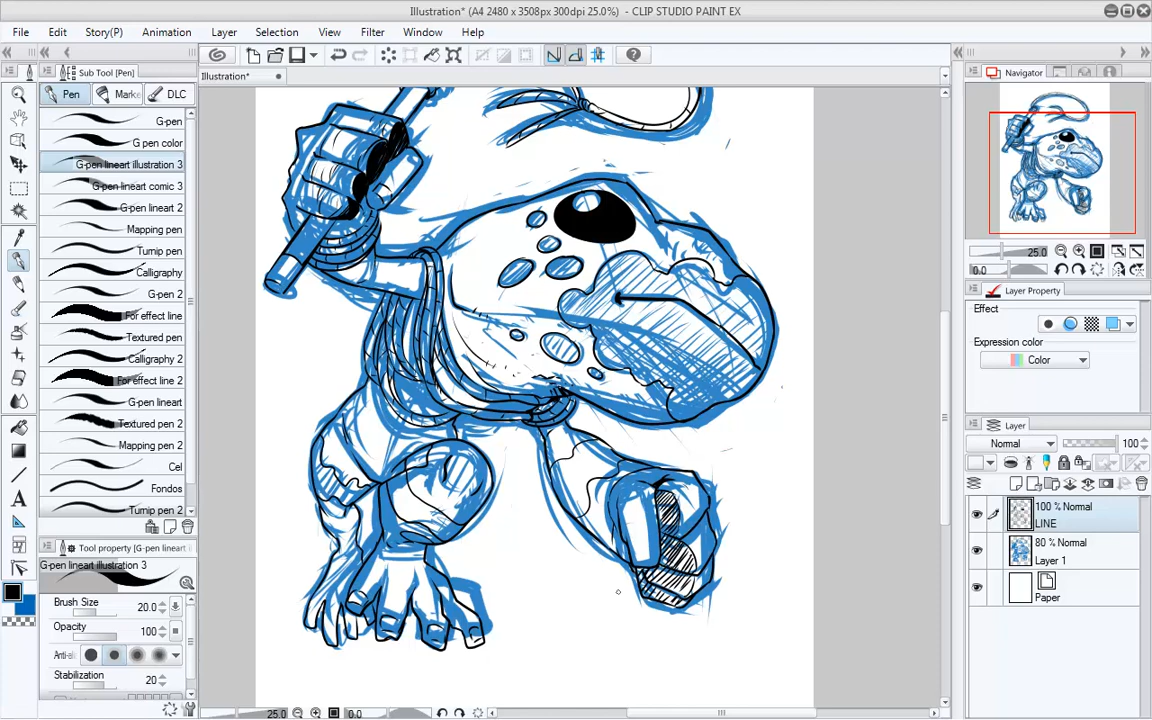 Illustration* (A4 2480 x 3508px 300dpi 25.0%) - CLIP STUDIO PAINT EX
File Edit View Story(P) Animation Layer Selection View Filter Window Help
Sub Tool [Pen]
Illustration*
Pen Marke DLC
G-pen
G pen color
G-pen lineart illustration 3
G-pen lineart comic 3
G-pen lineart 2
Mapping pen
Turnip pen
Calligraphy
G-pen 2
For effect line
Textured pen
Calligraphy 2
For effect line 2
G-pen lineart
Textured pen 2
Mapping pen 2
Cel
Fondos
Turnip pen 2
Tool property [G-pen lineart il
G-pen lineart illustration 3
Brush Size 20.0
Opacity 100
Anti-al
Stabilization 20
25.0 0.0
Navigator
25.0
0.0
Layer Property
Effect
Expression color
Color
Layer
Normal 100
100 % Normal
LINE
80 % Normal
Layer 1
Paper